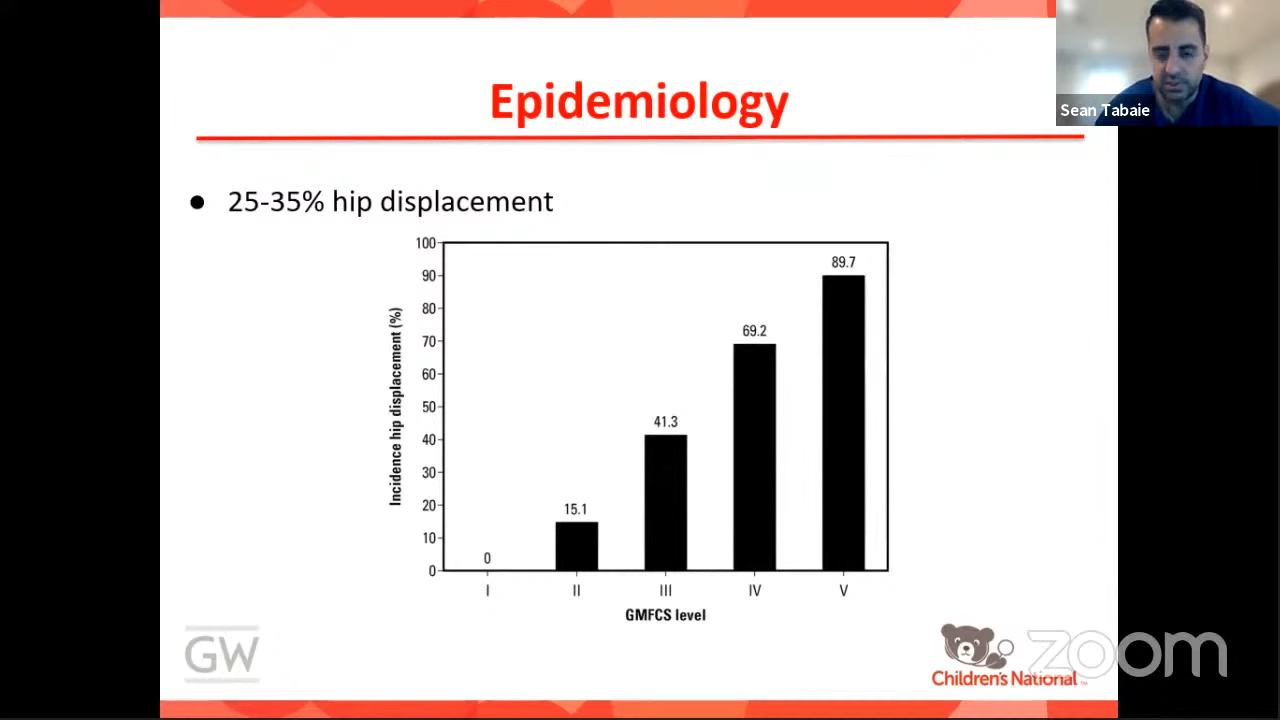 Epidemiology
Sean Tabaie
● 25-35% hip displacement
Incidence hip displacement (%)
100
90
80
70
60
50
40
30
20
10
0
0
15.1
41.3
69.2
89.7
I II III IV V
GMFCS level
GW
Children's National™
zoom